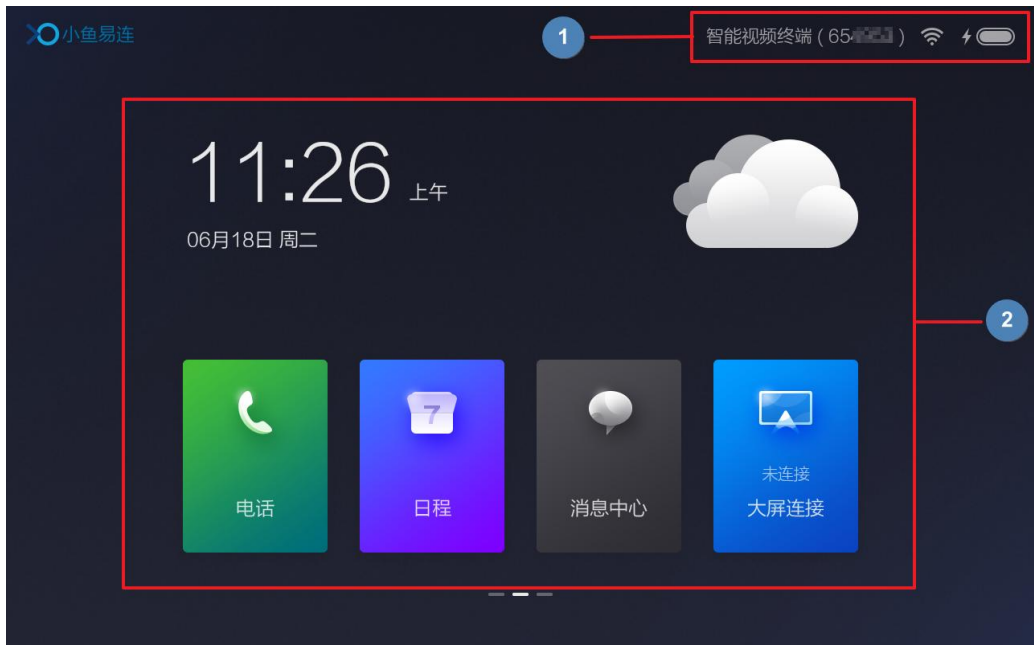 小鱼易连
1
智能视频终端 ( 65 )
11:26 上午
06月18日 周二
2
7
电话
日程
消息中心
未连接
大屏连接